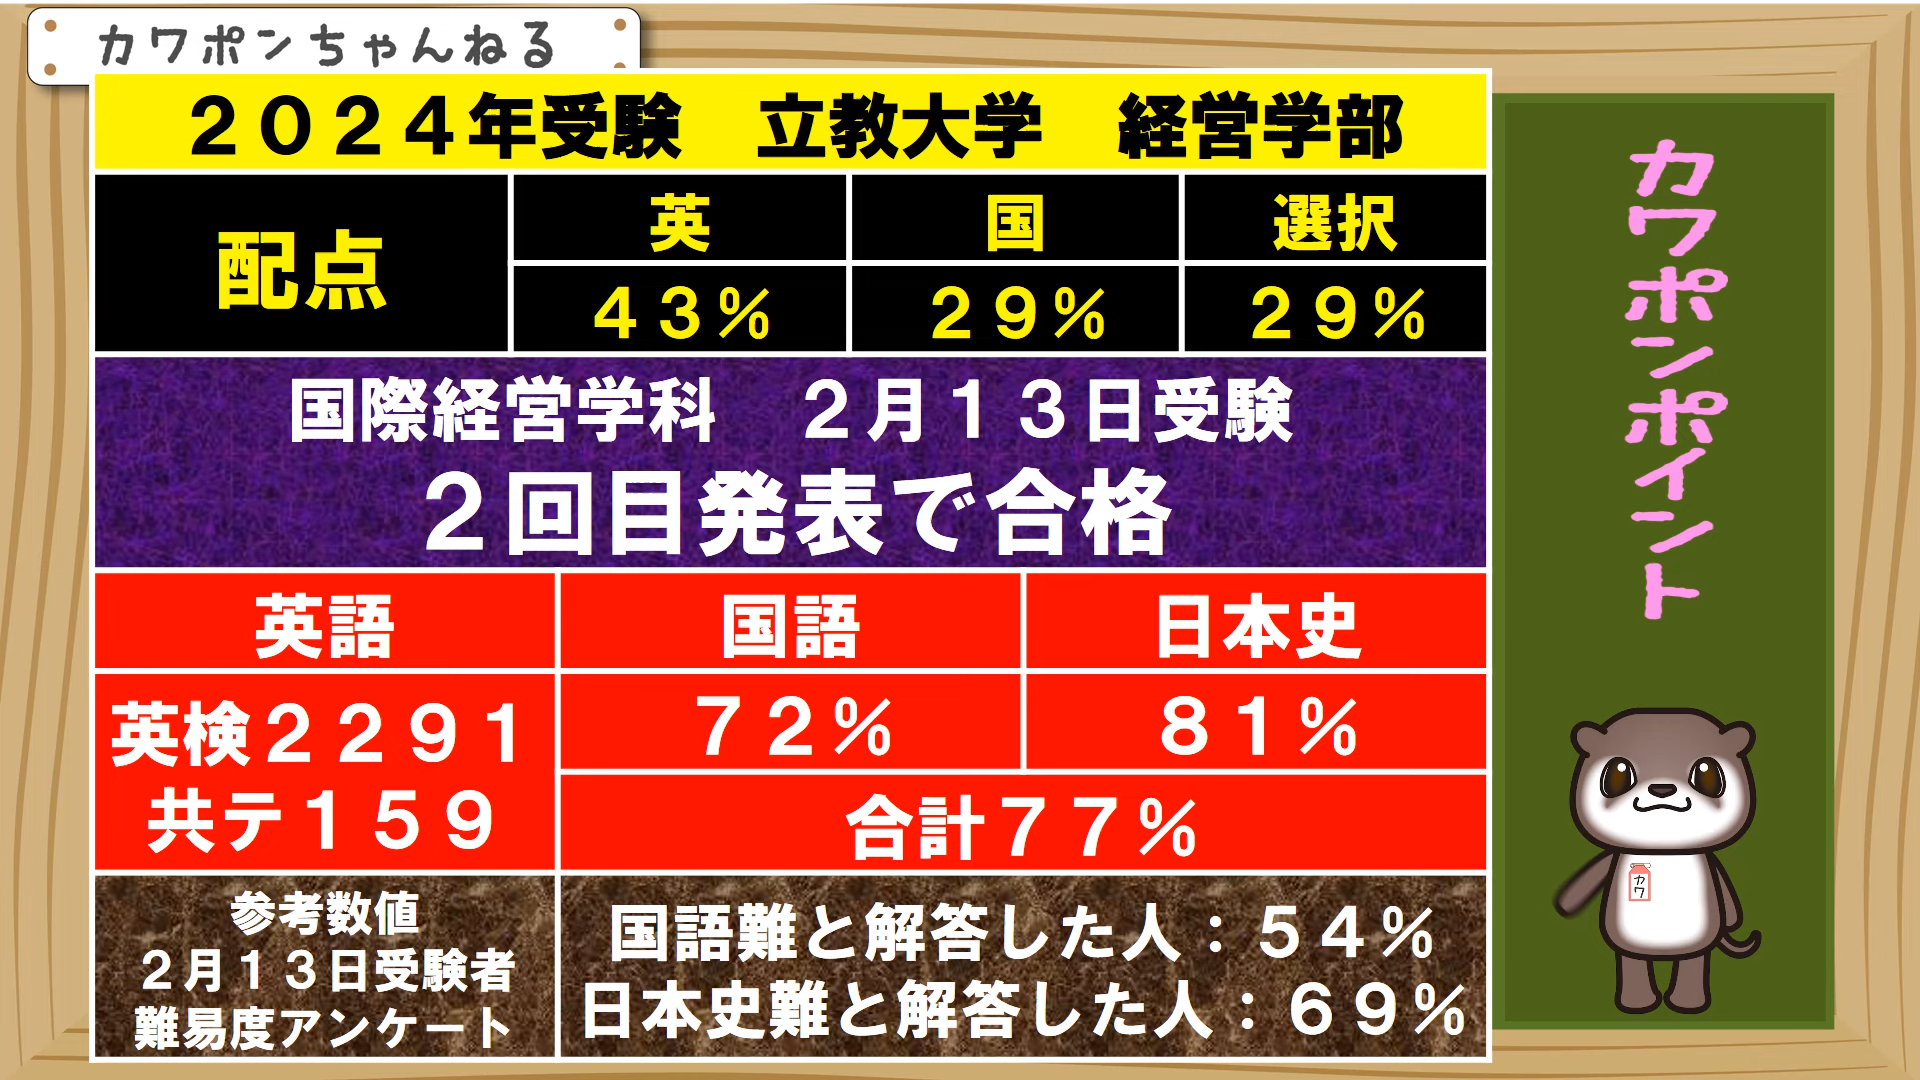 カワポンちゃんねる
２０２４年受験　立教大学　経営学部
配点
英
国
選択
４３％
２９％
２９％
国際経営学科　２月１３日受験
２回目発表で合格
英語
国語
日本史
英検２２９１
共テ１５９
７２％
８１％
合計７７％
参考数値
２月１３日受験者
難易度アンケート
国語難と解答した人：５４％
日本史難と解答した人：６９％
カワポンポイント
カワ